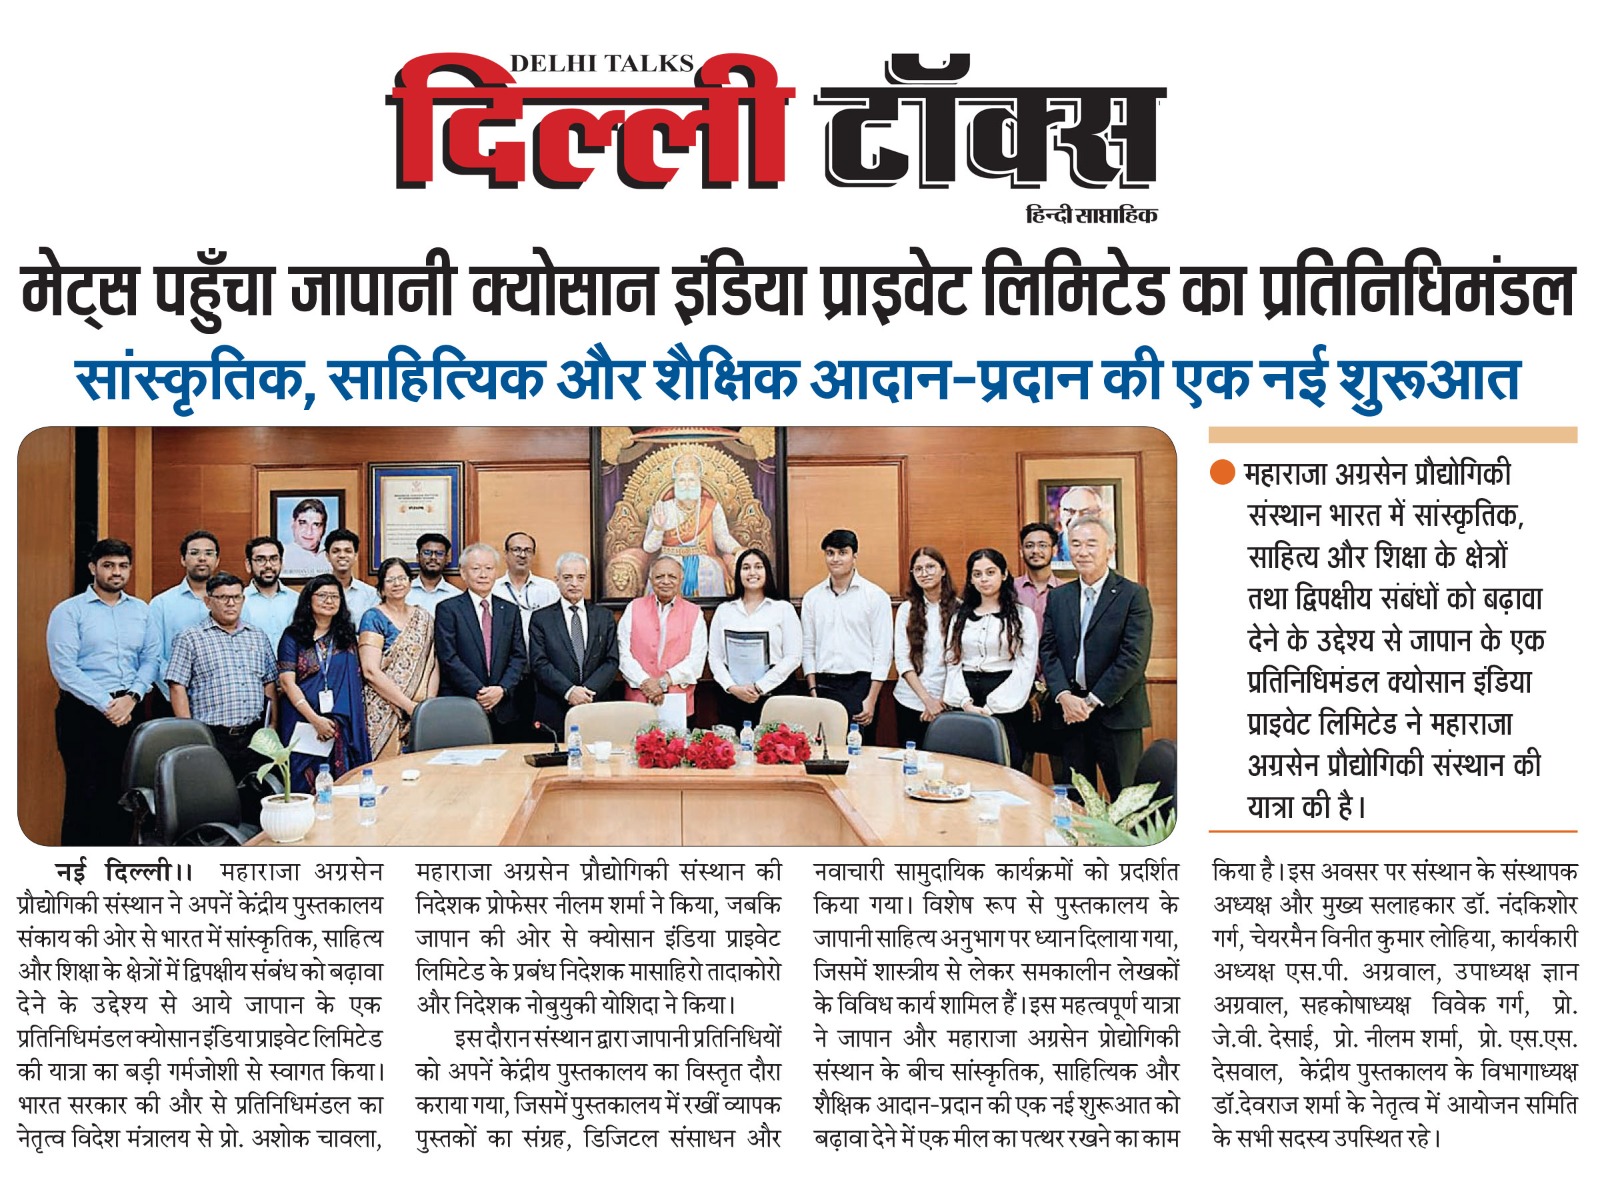 DELHI TALKS
दिल्ली टॉक्स
हिन्दी साप्ताहिक
मेट्स पहुँचा जापानी क्योसान इंडिया प्राइवेट लिमिटेड का प्रतिनिधिमंडल
सांस्कृतिक, साहित्यिक और शैक्षिक आदान-प्रदान की एक नई शुरूआत
महाराजा अग्रसेन प्रौद्योगिकी
संस्थान भारत में सांस्कृतिक,
साहित्य और शिक्षा के क्षेत्रों
तथा द्विपक्षीय संबंधों को बढ़ावा
देने के उद्देश्य से जापान के एक
प्रतिनिधिमंडल क्योसान इंडिया
प्राइवेट लिमिटेड ने महाराजा
अग्रसेन प्रौद्योगिकी संस्थान की
यात्रा की है।
नई दिल्ली।। महाराजा अग्रसेन
प्रौद्योगिकी संस्थान ने अपनें केंद्रीय पुस्तकालय
संकाय की ओर से भारत में सांस्कृतिक, साहित्य
और शिक्षा के क्षेत्रों में द्विपक्षीय संबंध को बढ़ावा
देने के उद्देश्य से आये जापान के एक
प्रतिनिधिमंडल क्योसान इंडिया प्राइवेट लिमिटेड
की यात्रा का बड़ी गर्मजोशी से स्वागत किया।
भारत सरकार की और से प्रतिनिधिमंडल का
नेतृत्व विदेश मंत्रालय से प्रो. अशोक चावला,
महाराजा अग्रसेन प्रौद्योगिकी संस्थान की
निदेशक प्रोफेसर नीलम शर्मा ने किया, जबकि
जापान की ओर से क्योसान इंडिया प्राइवेट
लिमिटेड के प्रबंध निदेशक मासाहिरो तादाकोरो
और निदेशक नोबुयुकी योशिदा ने किया।
इस दौरान संस्थान द्वारा जापानी प्रतिनिधियों
को अपनें केंद्रीय पुस्तकालय का विस्तृत दौरा
कराया गया, जिसमें पुस्तकालय में रखीं व्यापक
पुस्तकों का संग्रह, डिजिटल संसाधन और
नवाचारी सामुदायिक कार्यक्रमों को प्रदर्शित
किया गया। विशेष रूप से पुस्तकालय के
जापानी साहित्य अनुभाग पर ध्यान दिलाया गया,
जिसमें शास्त्रीय से लेकर समकालीन लेखकों
के विविध कार्य शामिल हैं। इस महत्वपूर्ण यात्रा
ने जापान और महाराजा अग्रसेन प्रोद्योगिकी
संस्थान के बीच सांस्कृतिक, साहित्यिक और
शैक्षिक आदान-प्रदान की एक नई शुरूआत को
बढ़ावा देने में एक मील का पत्थर रखने का काम
किया है। इस अवसर पर संस्थान के संस्थापक
अध्यक्ष और मुख्य सलाहकार डॉ. नंदकिशोर
गर्ग, चेयरमैन विनीत कुमार लोहिया, कार्यकारी
अध्यक्ष एस.पी. अग्रवाल, उपाध्यक्ष ज्ञान
अग्रवाल, सहकोषाध्यक्ष विवेक गर्ग, प्रो.
जे.वी. देसाई, प्रो. नीलम शर्मा, प्रो. एस.एस.
देसवाल, केंद्रीय पुस्तकालय के विभागाध्यक्ष
डॉ.देवराज शर्मा के नेतृत्व में आयोजन समिति
के सभी सदस्य उपस्थित रहे।